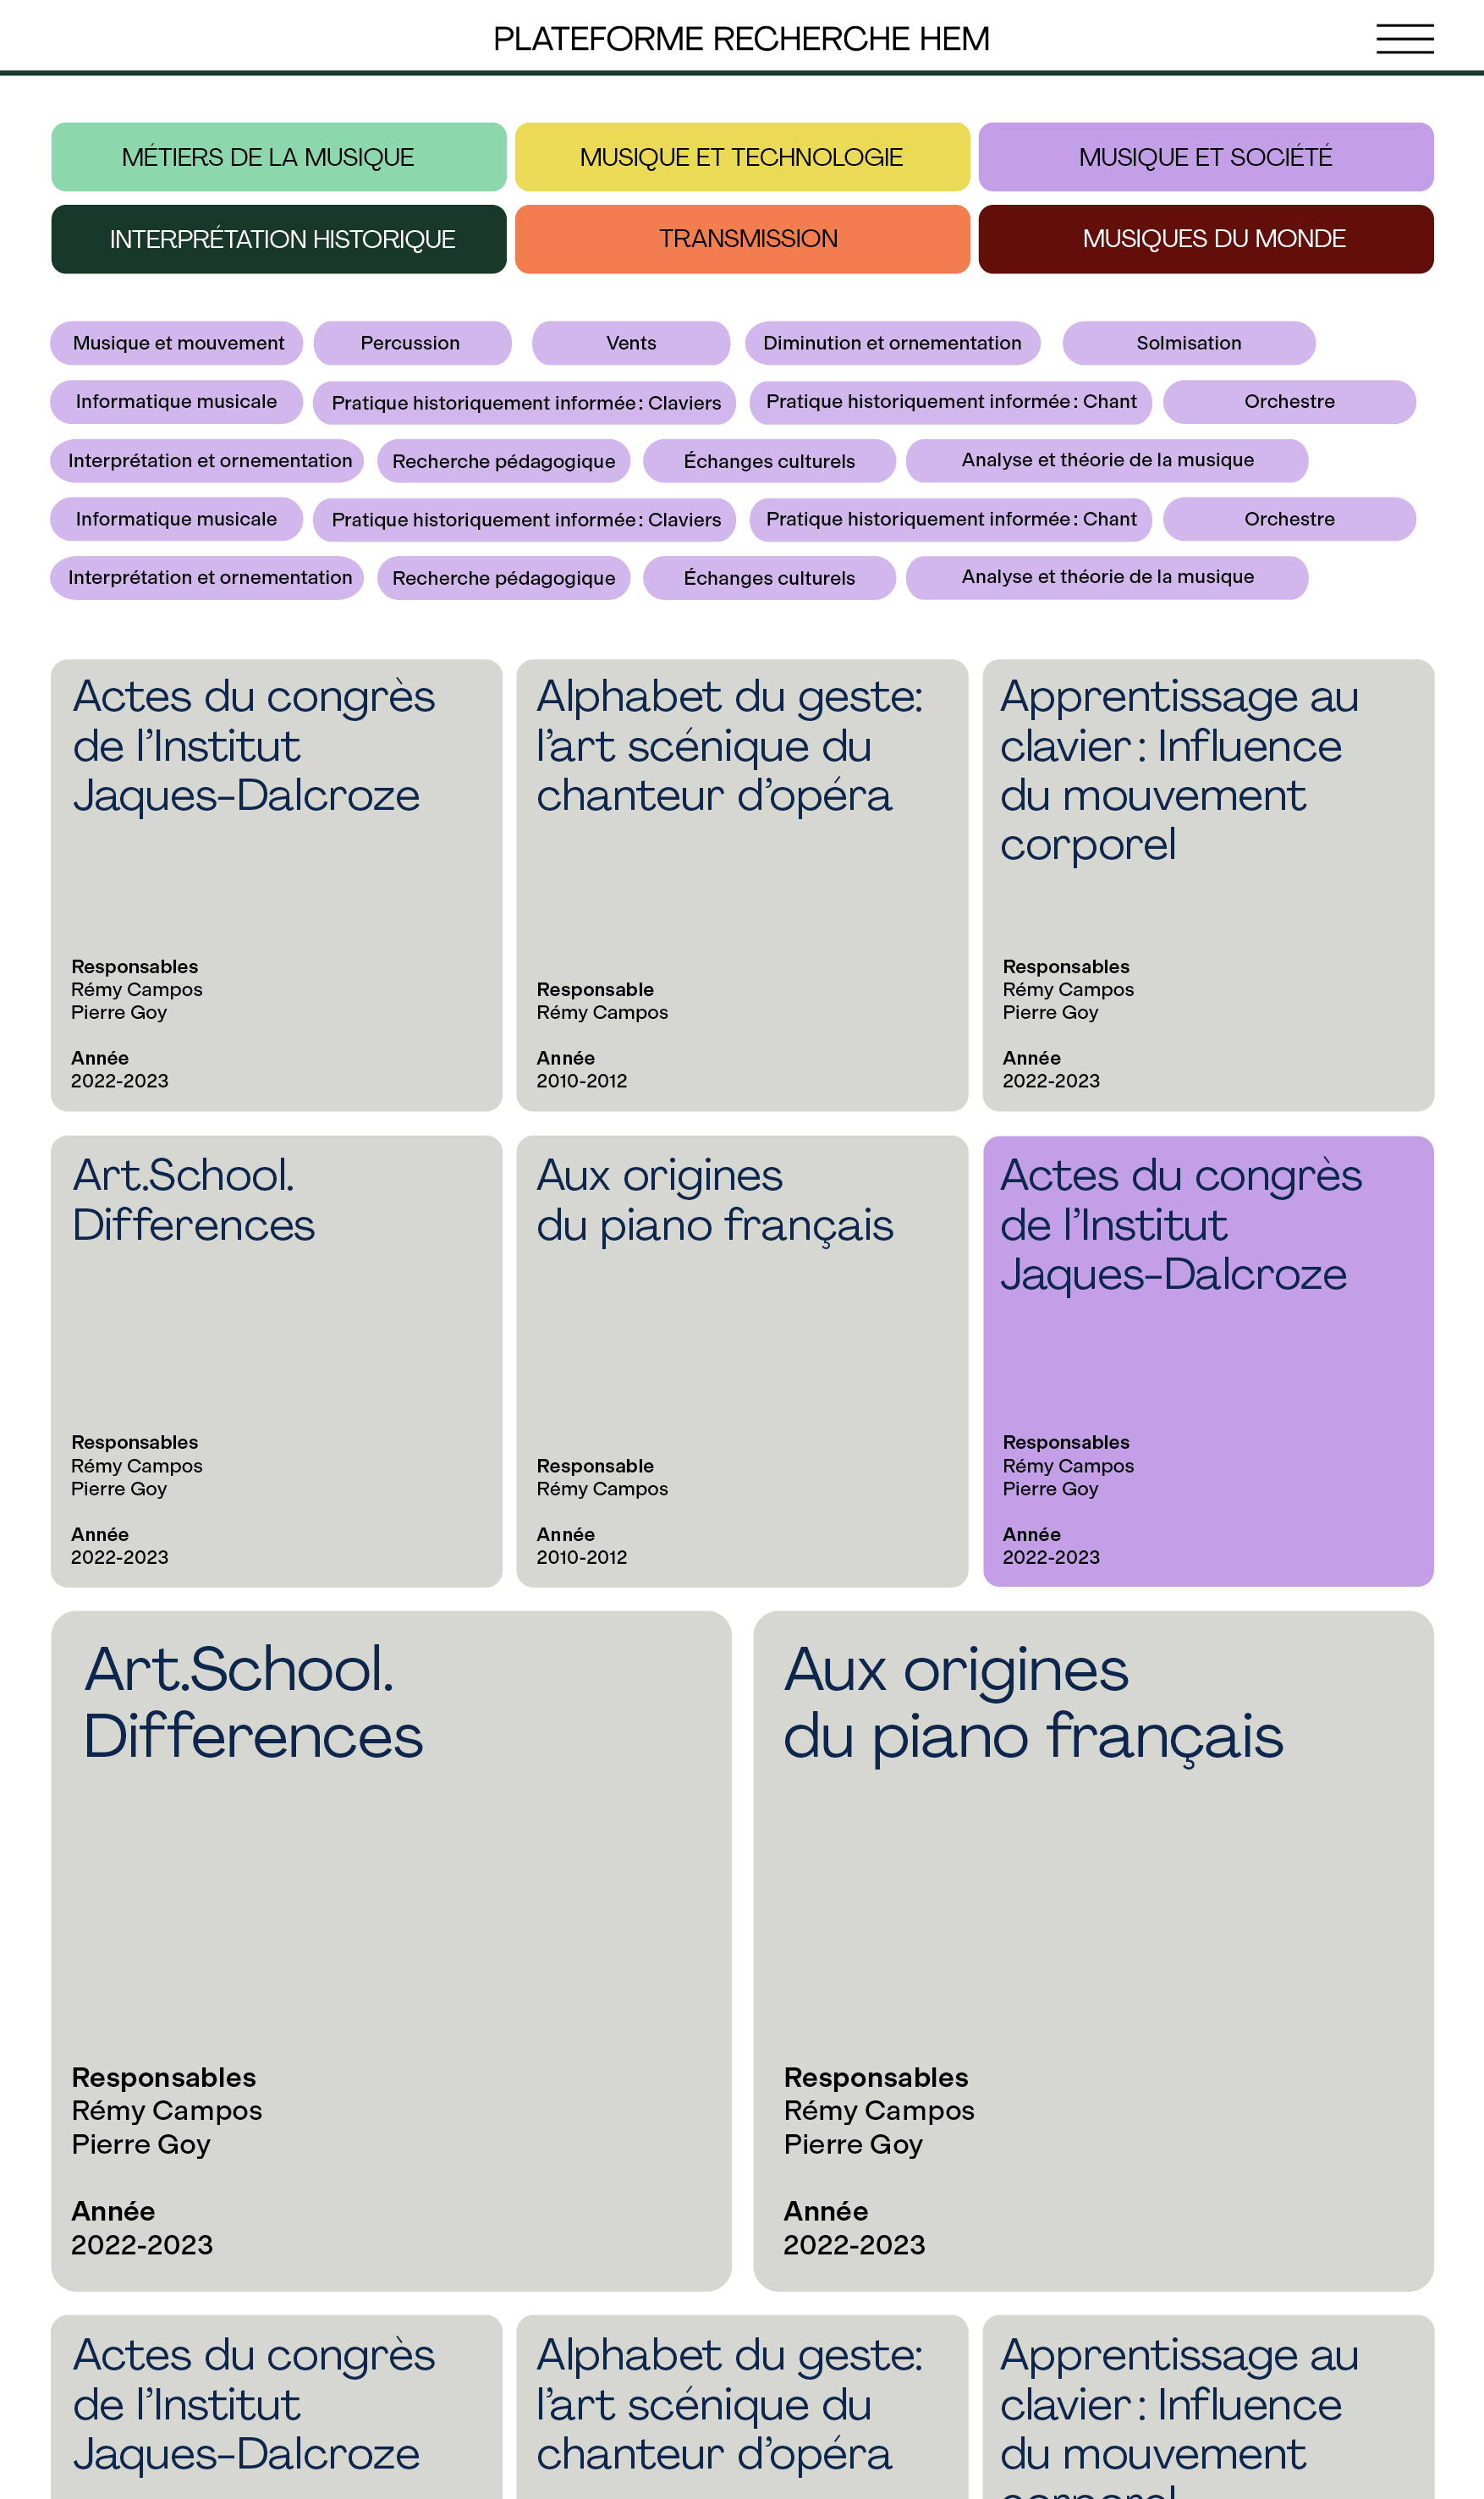 PLATEFORME RECHERCHE HEM
MÉTIERS DE LA MUSIQUE
MUSIQUE ET TECHNOLOGIE
MUSIQUE ET SOCIÉTÉ
INTERPRÉTATION HISTORIQUE
TRANSMISSION
MUSIQUES DU MONDE
Musique et mouvement
Percussion
Vents
Diminution et ornementation
Solmisation
Informatique musicale
Pratique historiquement informée : Claviers
Pratique historiquement informée : Chant
Orchestre
Interprétation et ornementation
Recherche pédagogique
Échanges culturels
Analyse et théorie de la musique
Informatique musicale
Pratique historiquement informée : Claviers
Pratique historiquement informée : Chant
Orchestre
Interprétation et ornementation
Recherche pédagogique
Échanges culturels
Analyse et théorie de la musique
Actes du congrès
de l’Institut
Jaques-Dalcroze
Responsables
Rémy Campos
Pierre Goy
Année
2022-2023
Alphabet du geste:
l’art scénique du
chanteur d’opéra
Responsable
Rémy Campos
Année
2010-2012
Apprentissage au
clavier : Influence
du mouvement
corporel
Responsables
Rémy Campos
Pierre Goy
Année
2022-2023
Art.School.
Differences
Responsables
Rémy Campos
Pierre Goy
Année
2022-2023
Aux origines
du piano français
Responsable
Rémy Campos
Année
2010-2012
Actes du congrès
de l’Institut
Jaques-Dalcroze
Responsables
Rémy Campos
Pierre Goy
Année
2022-2023
Art.School.
Differences
Responsables
Rémy Campos
Pierre Goy
Année
2022-2023
Aux origines
du piano français
Responsables
Rémy Campos
Pierre Goy
Année
2022-2023
Actes du congrès
de l’Institut
Jaques-Dalcroze
Alphabet du geste:
l’art scénique du
chanteur d’opéra
Apprentissage au
clavier : Influence
du mouvement